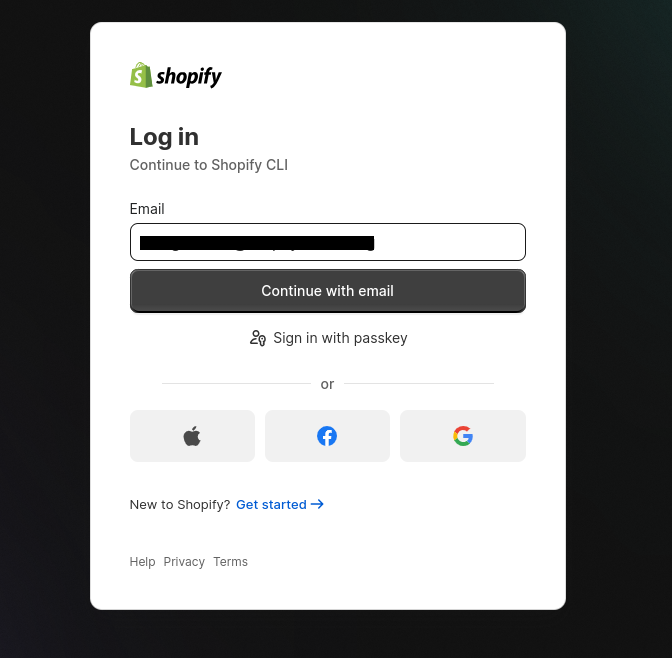 shopify
Log in
Continue to Shopify CLI
Email
Continue with email
Sign in with passkey
or
New to Shopify? Get started →
Help Privacy Terms